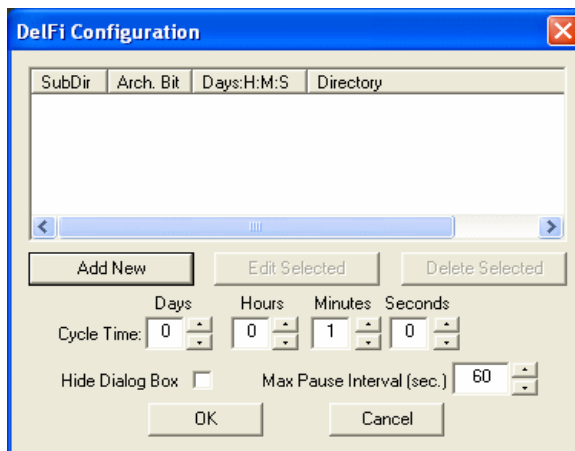 DelFi Configuration
SubDir Arch. Bit Days:H:M:S Directory
Add New Edit Selected Delete Selected
Days Hours Minutes Seconds
Cycle Time: 0 0 1 0
Hide Dialog Box Max Pause Interval (sec.) 60
OK Cancel